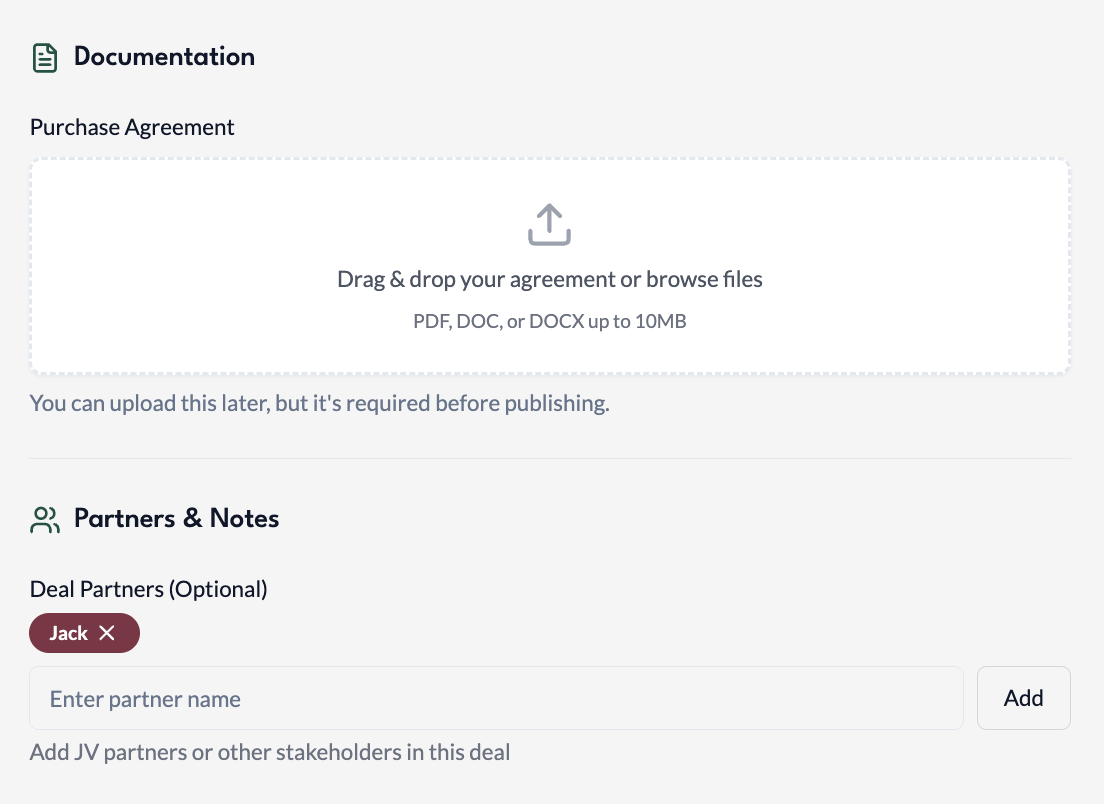 Documentation
Purchase Agreement
Drag & drop your agreement or browse files
PDF, DOC, or DOCX up to 10MB
You can upload this later, but it's required before publishing.
Partners & Notes
Deal Partners (Optional)
Jack
Enter partner name
Add
Add JV partners or other stakeholders in this deal